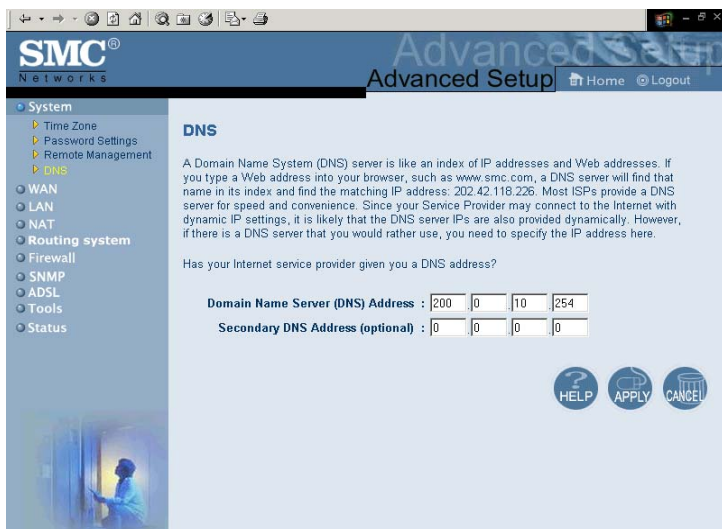 SMC®
Networks
Advanced Setup
Advanced Setup
Home
Logout
System
Time Zone
Password Settings
Remote Management
DNS
WAN
LAN
NAT
Routing system
Firewall
SNMP
ADSL
Tools
Status
DNS
A Domain Name System (DNS) server is like an index of IP addresses and Web addresses. If
you type a Web address into your browser, such as www.smc.com, a DNS server will find that
name in its index and find the matching IP address: 202.42.118.226. Most ISPs provide a DNS
server for speed and convenience. Since your Service Provider may connect to the Internet with
dynamic IP settings, it is likely that the DNS server IPs are also provided dynamically. However,
if there is a DNS server that you would rather use, you need to specify the IP address here.
Has your Internet service provider given you a DNS address?
Domain Name Server (DNS) Address : 200 .0 .10 .254
Secondary DNS Address (optional) : 0 .0 .0 .0
HELP
APPLY
CANCEL